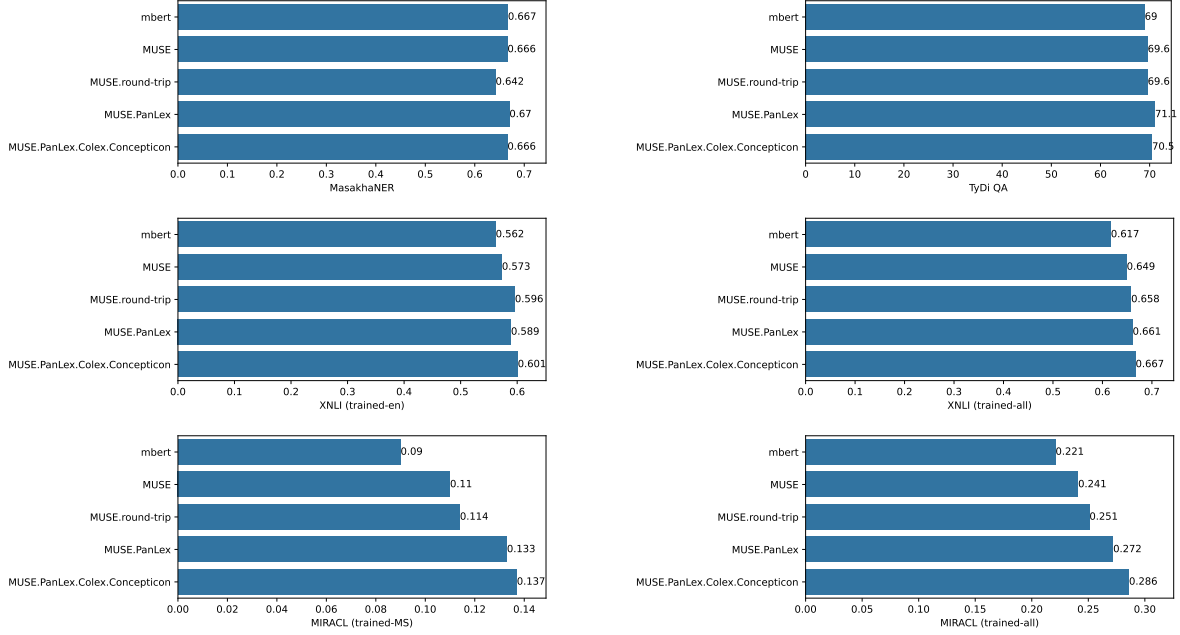 mbert
0.667
MUSE
0.666
MUSE.round-trip
0.642
MUSE.PanLex
0.67
MUSE.PanLex.Colex.Concepticon
0.666
0.0 0.1 0.2 0.3 0.4 0.5 0.6 0.7
MasakhaNER
mbert
69
MUSE
69.6
MUSE.round-trip
69.6
MUSE.PanLex
71.1
MUSE.PanLex.Colex.Concepticon
70.5
0 10 20 30 40 50 60 70
TyDi QA
mbert
0.562
MUSE
0.573
MUSE.round-trip
0.596
MUSE.PanLex
0.589
MUSE.PanLex.Colex.Concepticon
0.601
0.0 0.1 0.2 0.3 0.4 0.5 0.6
XNLI (trained-en)
mbert
0.617
MUSE
0.649
MUSE.round-trip
0.658
MUSE.PanLex
0.661
MUSE.PanLex.Colex.Concepticon
0.667
0.0 0.1 0.2 0.3 0.4 0.5 0.6 0.7
XNLI (trained-all)
mbert
0.09
MUSE
0.11
MUSE.round-trip
0.114
MUSE.PanLex
0.133
MUSE.PanLex.Colex.Concepticon
0.137
0.00 0.02 0.04 0.06 0.08 0.10 0.12 0.14
MIRACL (trained-MS)
mbert
0.221
MUSE
0.241
MUSE.round-trip
0.251
MUSE.PanLex
0.272
MUSE.PanLex.Colex.Concepticon
0.286
0.00 0.05 0.10 0.15 0.20 0.25 0.30
MIRACL (trained-all)